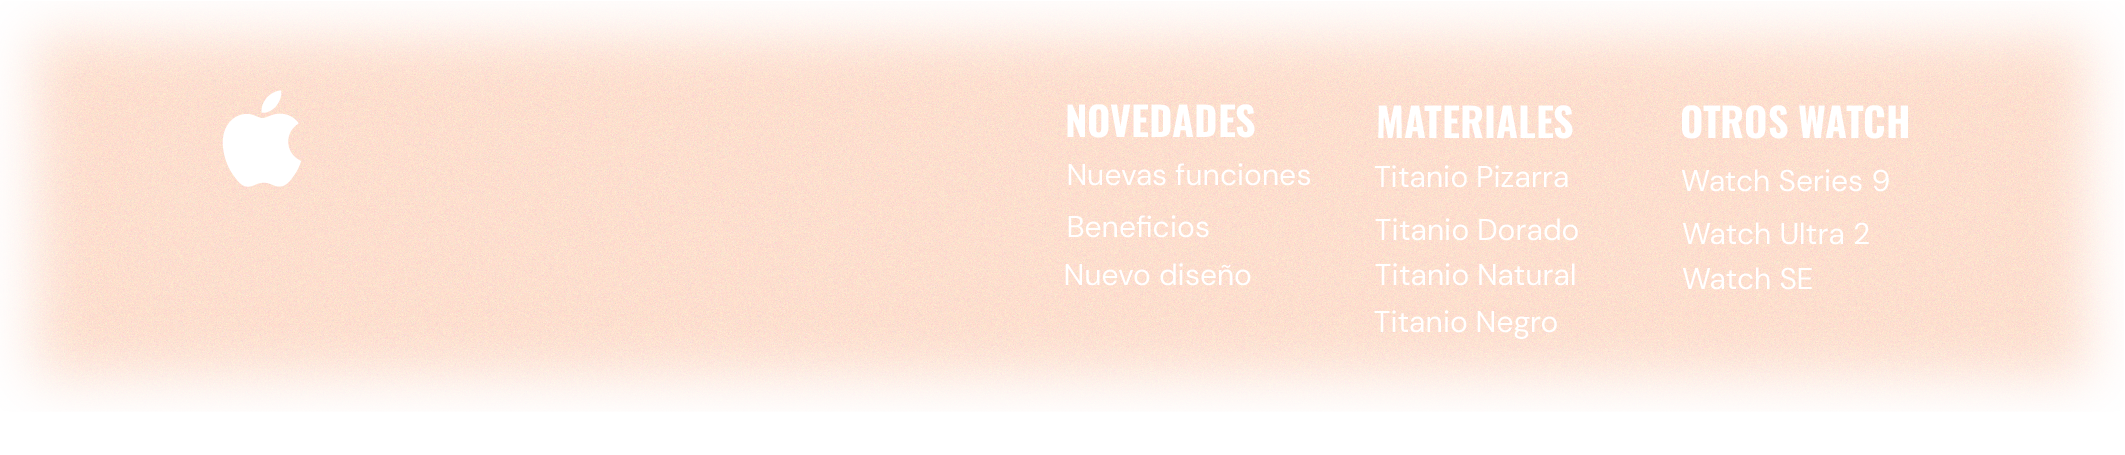 NOVEDADES
Nuevas funciones
Beneficios
Nuevo diseño
MATERIALES
Titanio Pizarra
Titanio Dorado
Titanio Natural
Titanio Negro
OTROS WATCH
Watch Series 9
Watch Ultra 2
Watch SE